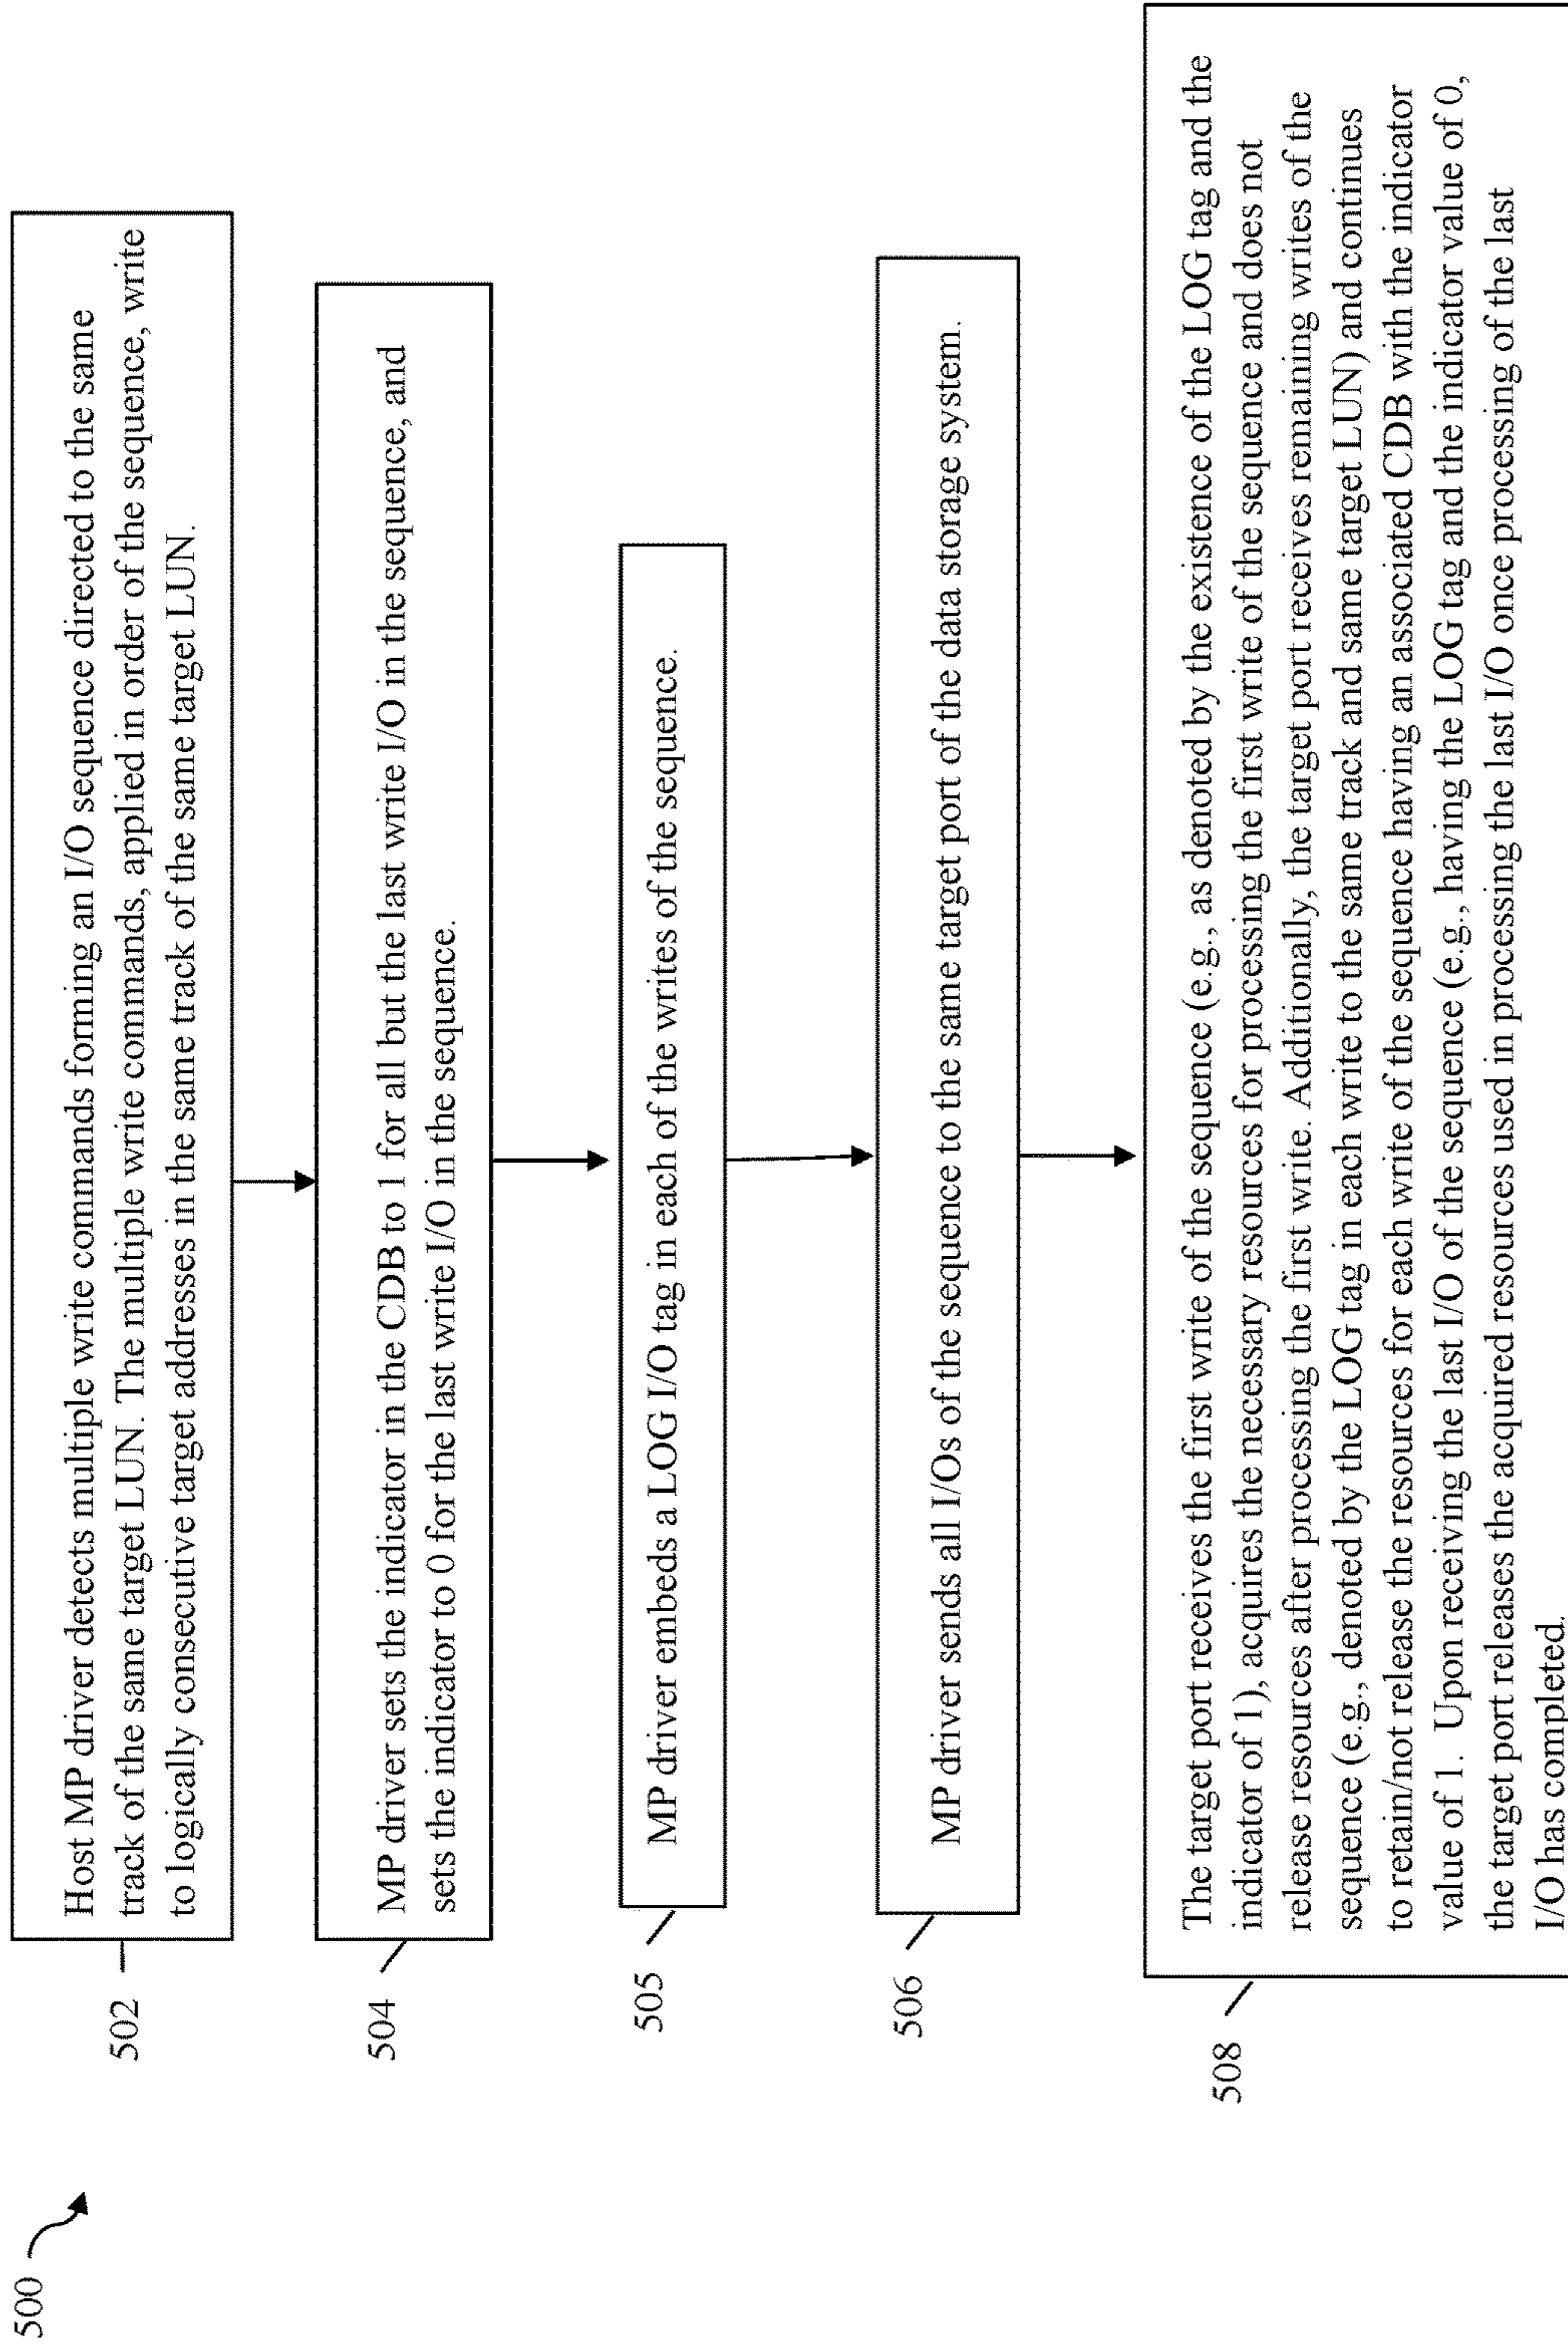 500
502
Host MP driver detects multiple write commands forming an I/O sequence directed to the same
track of the same target LUN. The multiple write commands, applied in order of the sequence, write
to logically consecutive target addresses in the same track of the same target LUN.
504
MP driver sets the indicator in the CDB to 1 for all but the last write I/O in the sequence, and
sets the indicator to 0 for the last write I/O in the sequence.
505
MP driver embeds a LOG I/O tag in each of the writes of the sequence.
506
MP driver sends all I/Os of the sequence to the same target port of the data storage system.
508
The target port receives the first write of the sequence (e.g., as denoted by the existence of the LOG tag and the
indicator of 1), acquires the necessary resources for processing the first write of the sequence and does not
release resources after processing the first write. Additionally, the target port receives remaining writes of the
sequence (e.g., denoted by the LOG tag in each write to the same track and same target LUN) and continues
to retain/not release the resources for each write of the sequence having an associated CDB with the indicator
value of 1. Upon receiving the last I/O of the sequence (e.g., having the LOG tag and the indicator value of 0,
the target port releases the acquired resources used in processing the last I/O once processing of the last
I/O has completed.